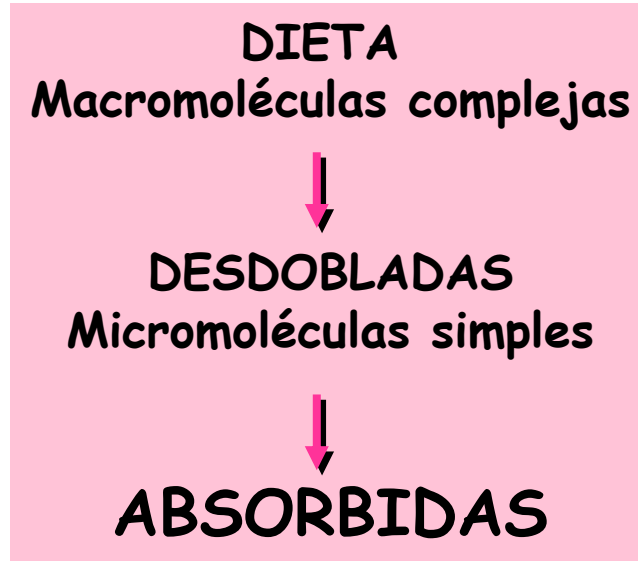 DIETA
Macromoléculas complejas
DESDOBLADAS
Micromoléculas simples
ABSORBIDAS